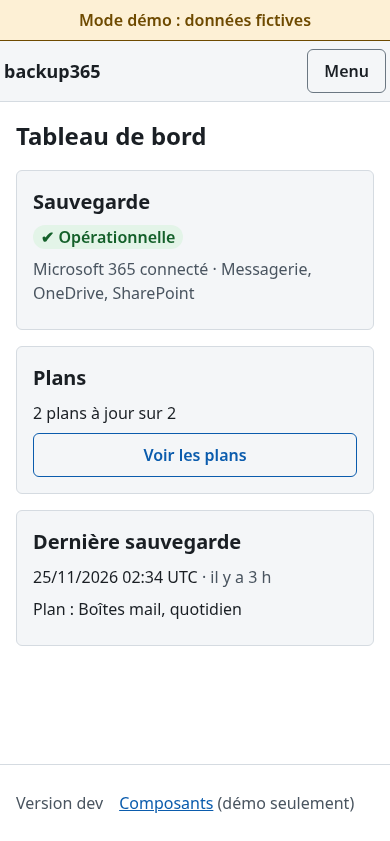 Mode démo : données fictives
backup365
Menu
Tableau de bord
Sauvegarde
✔ Opérationnelle
Microsoft 365 connecté · Messagerie,
OneDrive, SharePoint
Plans
2 plans à jour sur 2
Voir les plans
Dernière sauvegarde
25/11/2026 02:34 UTC · il y a 3 h
Plan : Boîtes mail, quotidien
Version dev Composants (démo seulement)